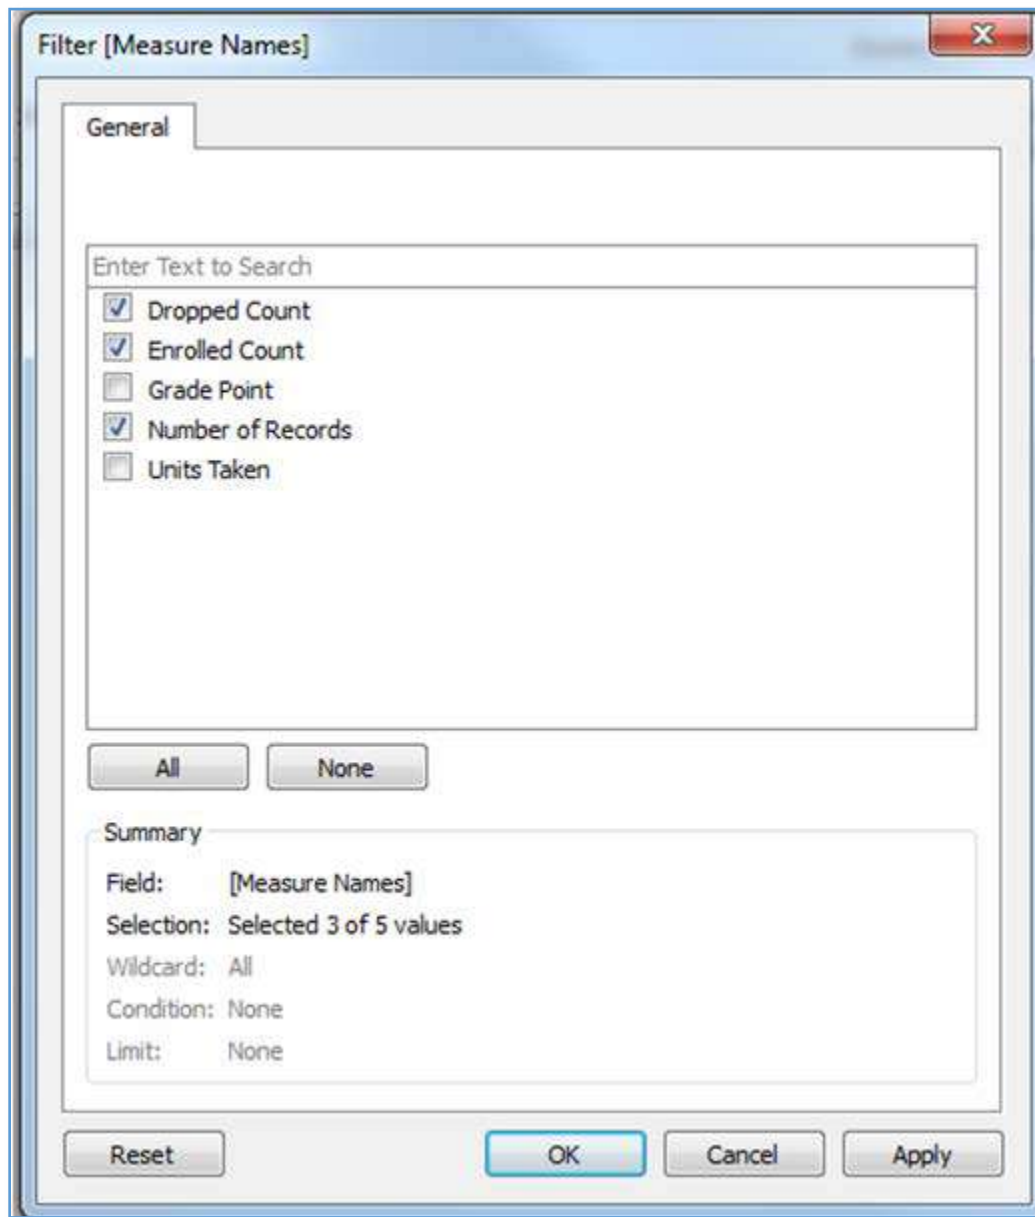 Filter [Measure Names]
General
Enter Text to Search
Dropped Count
Enrolled Count
Grade Point
Number of Records
Units Taken
All None
Summary
Field: [Measure Names]
Selection: Selected 3 of 5 values
Wildcard: All
Condition: None
Limit: None
Reset OK Cancel Apply